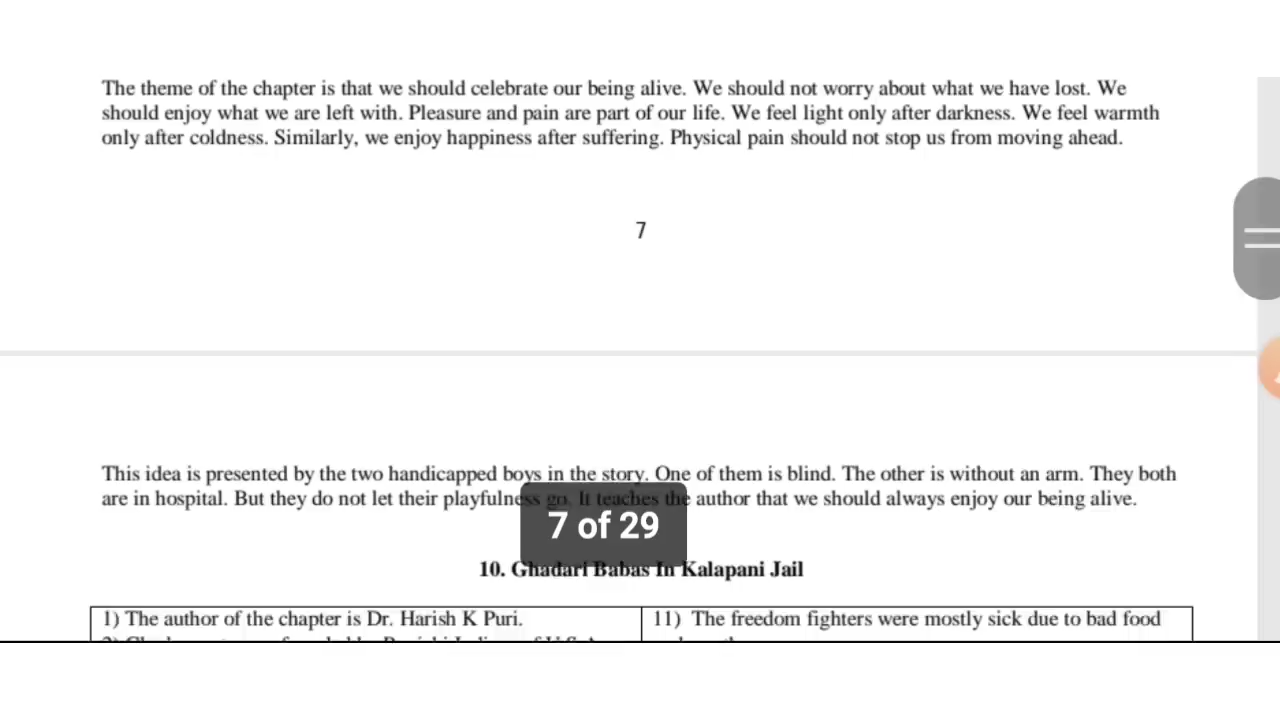 The theme of the chapter is that we should celebrate our being alive. We should not worry about what we have lost. We
should enjoy what we are left with. Pleasure and pain are part of our life. We feel light only after darkness. We feel warmth
only after coldness. Similarly, we enjoy happiness after suffering. Physical pain should not stop us from moving ahead.
7
This idea is presented by the two handicapped boys in the story. One of them is blind. The other is without an arm. They both
are in hospital. But they do not let their playfulness go. It teaches the author that we should always enjoy our being alive.
7 of 29
10. Ghadari Babas In Kalapani Jail
1) The author of the chapter is Dr. Harish K Puri.
11) The freedom fighters were mostly sick due to bad food